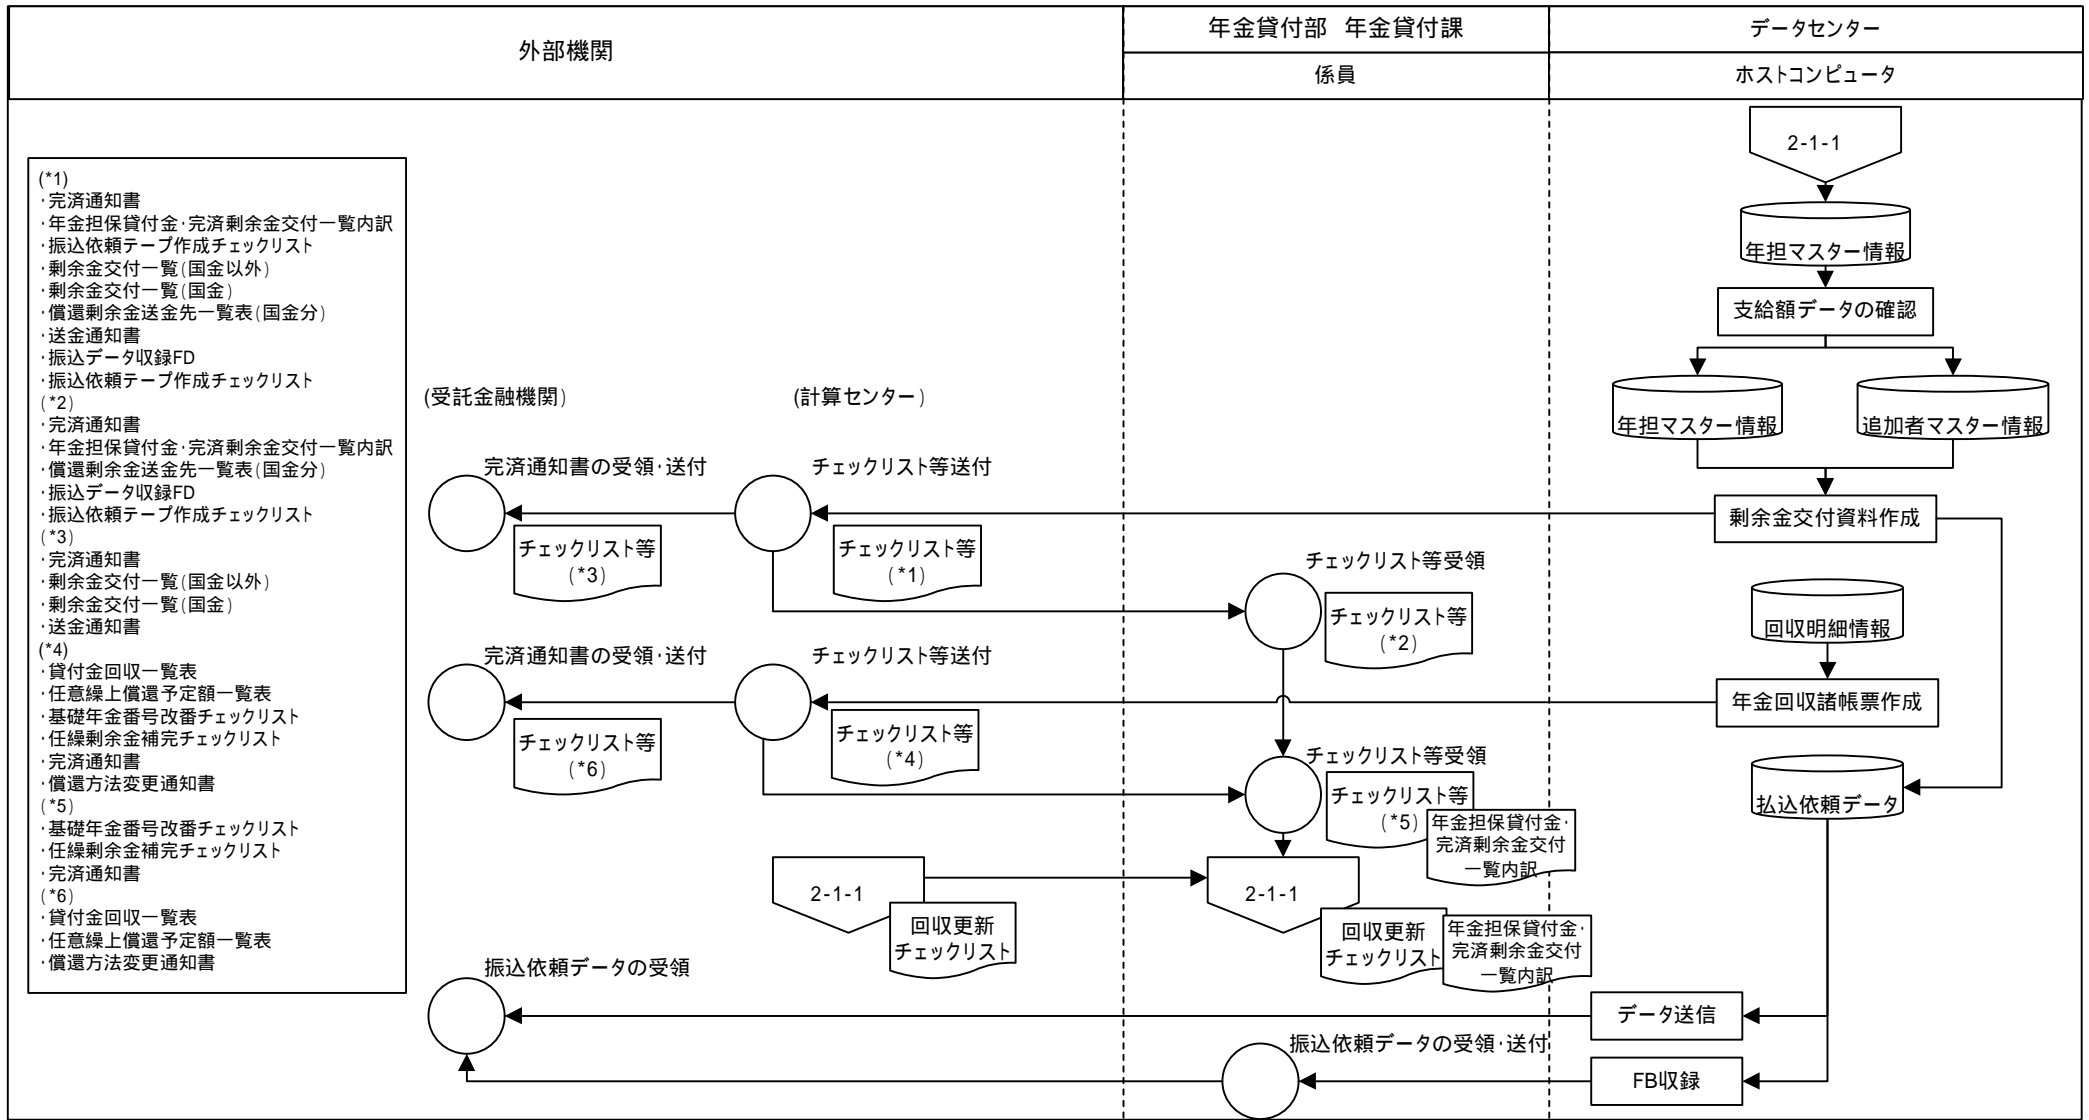 外部機関
年金貸付部　年金貸付課
係員
データセンター
ホストコンピュータ
(*1)
･完済通知書
･年金担保貸付金･完済剰余金交付一覧内訳
･振込依頼テープ作成チェックリスト
･剰余金交付一覧(国金以外)
･剰余金交付一覧(国金)
･償還剰余金送金先一覧表(国金分)
･送金通知書
･振込データ収録FD
･振込依頼テープ作成チェックリスト
(*2)
･完済通知書
･年金担保貸付金･完済剰余金交付一覧内訳
･償還剰余金送金先一覧表(国金分)
･振込データ収録FD
･振込依頼テープ作成チェックリスト
(*3)
･完済通知書
･剰余金交付一覧(国金以外)
･剰余金交付一覧(国金)
･送金通知書
(*4)
･貸付金回収一覧表
･任意繰上償還予定額一覧表
･基礎年金番号改番チェックリスト
･任繰剰余金補完チェックリスト
･完済通知書
･償還方法変更通知書
(*5)
･基礎年金番号改番チェックリスト
･任繰剰余金補完チェックリスト
･完済通知書
(*6)
･貸付金回収一覧表
･任意繰上償還予定額一覧表
･償還方法変更通知書
2-1-1
年担マスター情報
支給額データの確認
年担マスター情報
追加者マスター情報
(受託金融機関)
(計算センター)
完済通知書の受領･送付
チェックリスト等送付
剰余金交付資料作成
チェックリスト等
(*3)
チェックリスト等
(*1)
チェックリスト等受領
チェックリスト等
(*2)
回収明細情報
完済通知書の受領･送付
チェックリスト等送付
年金回収諸帳票作成
チェックリスト等
(*6)
チェックリスト等
(*4)
チェックリスト等受領
チェックリスト等
(*5)
年金担保貸付金･
完済剰余金交付
一覧内訳
払込依頼データ
2-1-1
回収更新
チェックリスト
2-1-1
回収更新
チェックリスト
年金担保貸付金･
完済剰余金交付
一覧内訳
振込依頼データの受領
データ送信
振込依頼データの受領･送付
FB収録